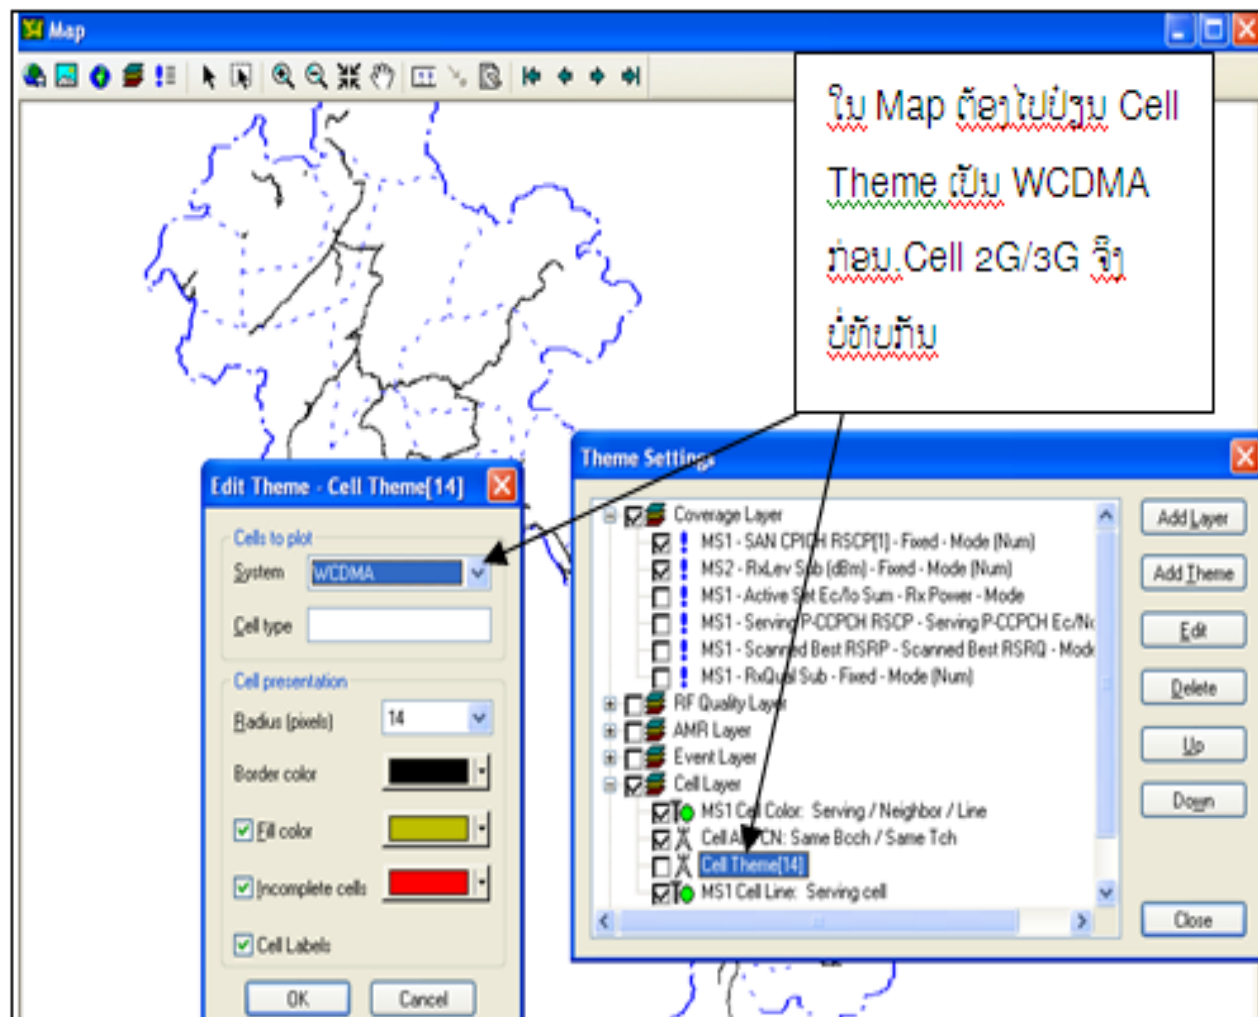 Map
ໃນ Map ຕ້ອງໄປປ່ຽນ Cell
Theme ເປັນ WCDMA
ກ່ອນ.Cell 2G/3G ຈຶ່ງ
ບໍ່ທັບກັນ
Edit Theme - Cell Theme[14]
Cells to plot
System WCDMA
Cell type
Cell presentation
Radius (pixels) 14
Border color
Fill color
Incomplete cells
Cell Labels
OK Cancel
Theme Settings
Coverage Layer
MS1 - SAN CPICH RSCP[1] - Fixed - Mode (Num)
MS2 - RxLev Sub (dBm) - Fixed - Mode (Num)
MS1 - Active Set Ec/Io Sum - Rx Power - Mode
MS1 - Serving P-CCPCH RSCP - Serving P-CCPCH Ec/No
MS1 - Scanned Best RSRP - Scanned Best RSRQ - Mode
MS1 - RxQual Sub - Fixed - Mode (Num)
RF Quality Layer
AMR Layer
Event Layer
Cell Layer
MS1 Cell Color: Serving / Neighbor / Line
Cell CN: Same Bcch / Same Tch
Cell Theme[14]
MS1 Cell Line: Serving cell
Add Layer
Add Theme
Edit
Delete
Up
Down
Close